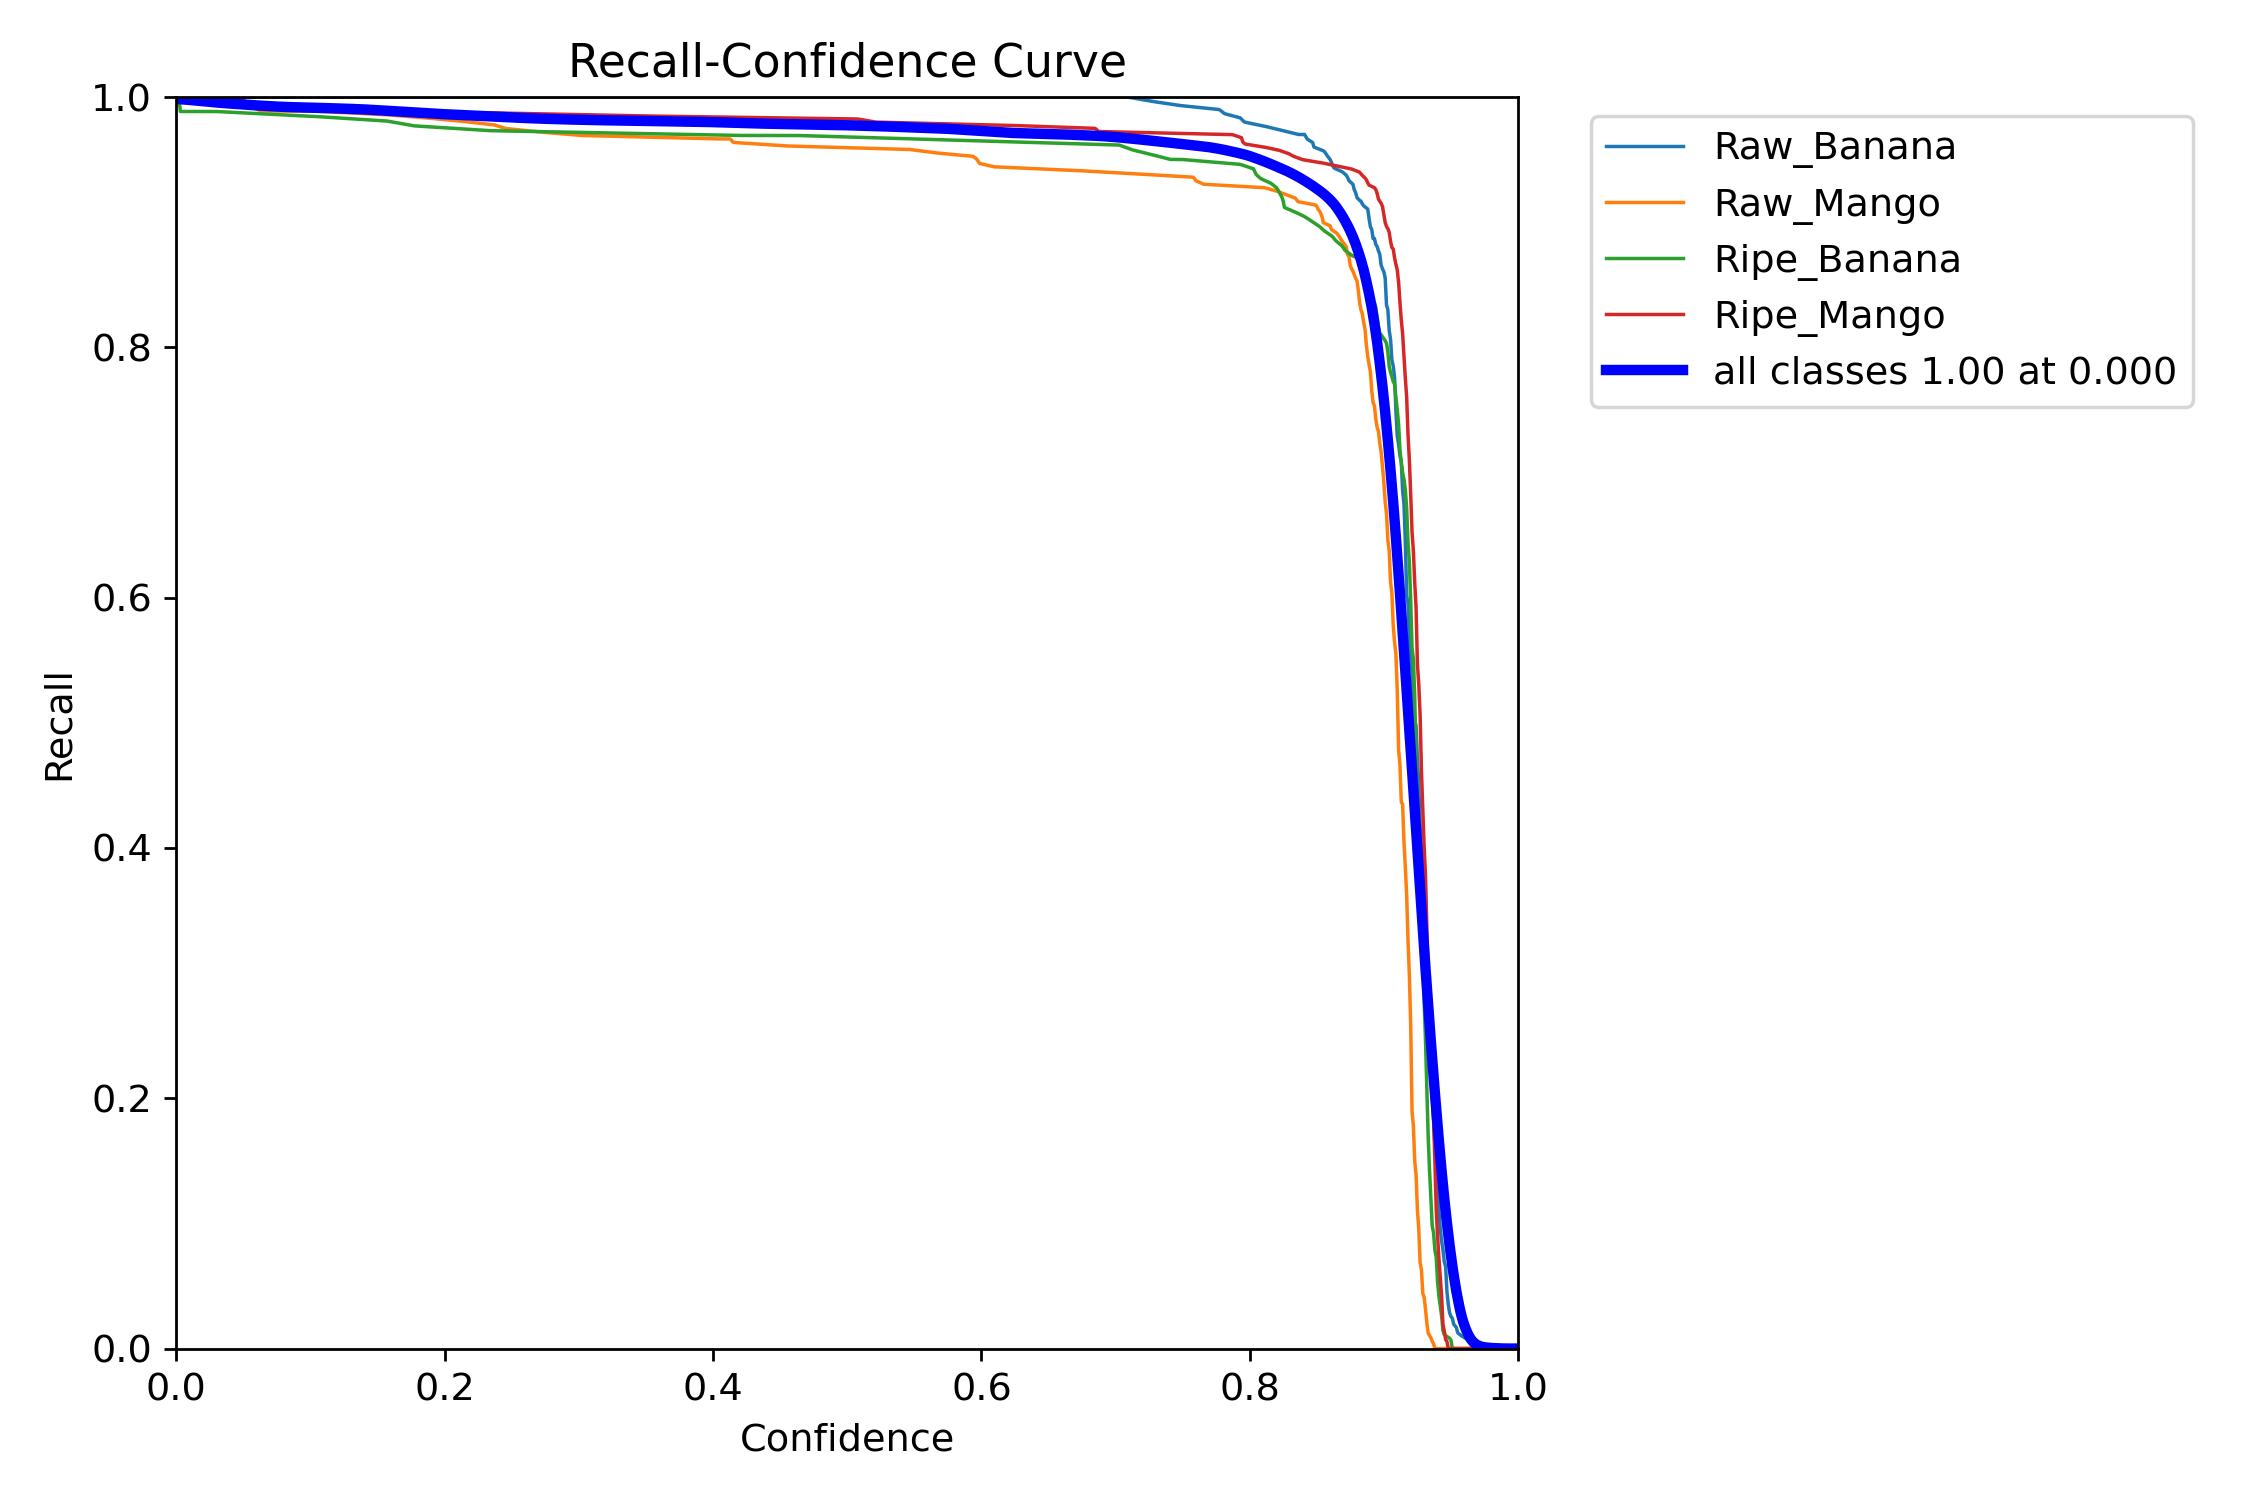 Recall-Confidence Curve
1.0
0.8
0.6
0.4
0.2
0.0
Recall
0.0 0.2 0.4 0.6 0.8 1.0
Confidence
Raw_Banana
Raw_Mango
Ripe_Banana
Ripe_Mango
all classes 1.00 at 0.000